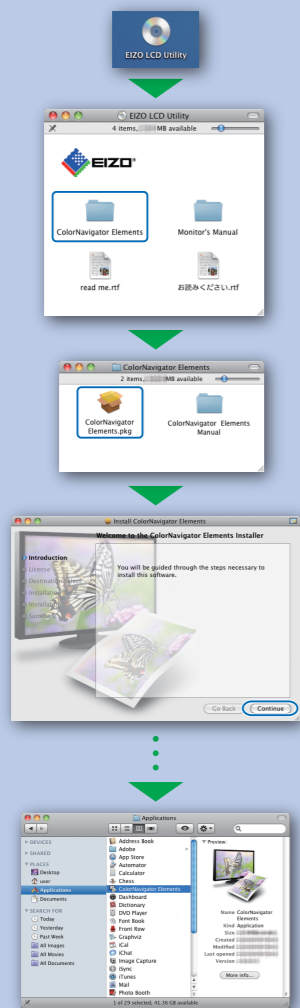 EIZO LCD Utility
EIZO LCD Utility
4 items, MB available
EIZO
ColorNavigator Elements
Monitor's Manual
read me.rtf
お読みください.rtf
ColorNavigator Elements
2 items, MB available
ColorNavigator
Elements.pkg
ColorNavigator Elements
Manual
Install ColorNavigator Elements
Welcome to the ColorNavigator Elements Installer
Introduction
License
Destination Select
Installation Type
Installation
Summary
You will be guided through the steps necessary to
install this software.
Go Back
Continue
Applications
DEVICES
SHARED
PLACES
Desktop
user
Applications
Documents
SEARCH FOR
Today
Yesterday
Past Week
All Images
All Movies
All Documents
Address Book
Adobe
App Store
Automator
Calculator
Chess
ColorNavigator Elements
Dashboard
Dictionary
DVD Player
Font Book
Front Row
Graphviz
iCal
iChat
Image Capture
iSync
iTunes
Mail
Photo Booth
Preview:
Name ColorNavigator
Elements
Kind Application
Size
Created
Modified
Last opened
Version
More info...
1 of 29 selected, 41.36 GB available